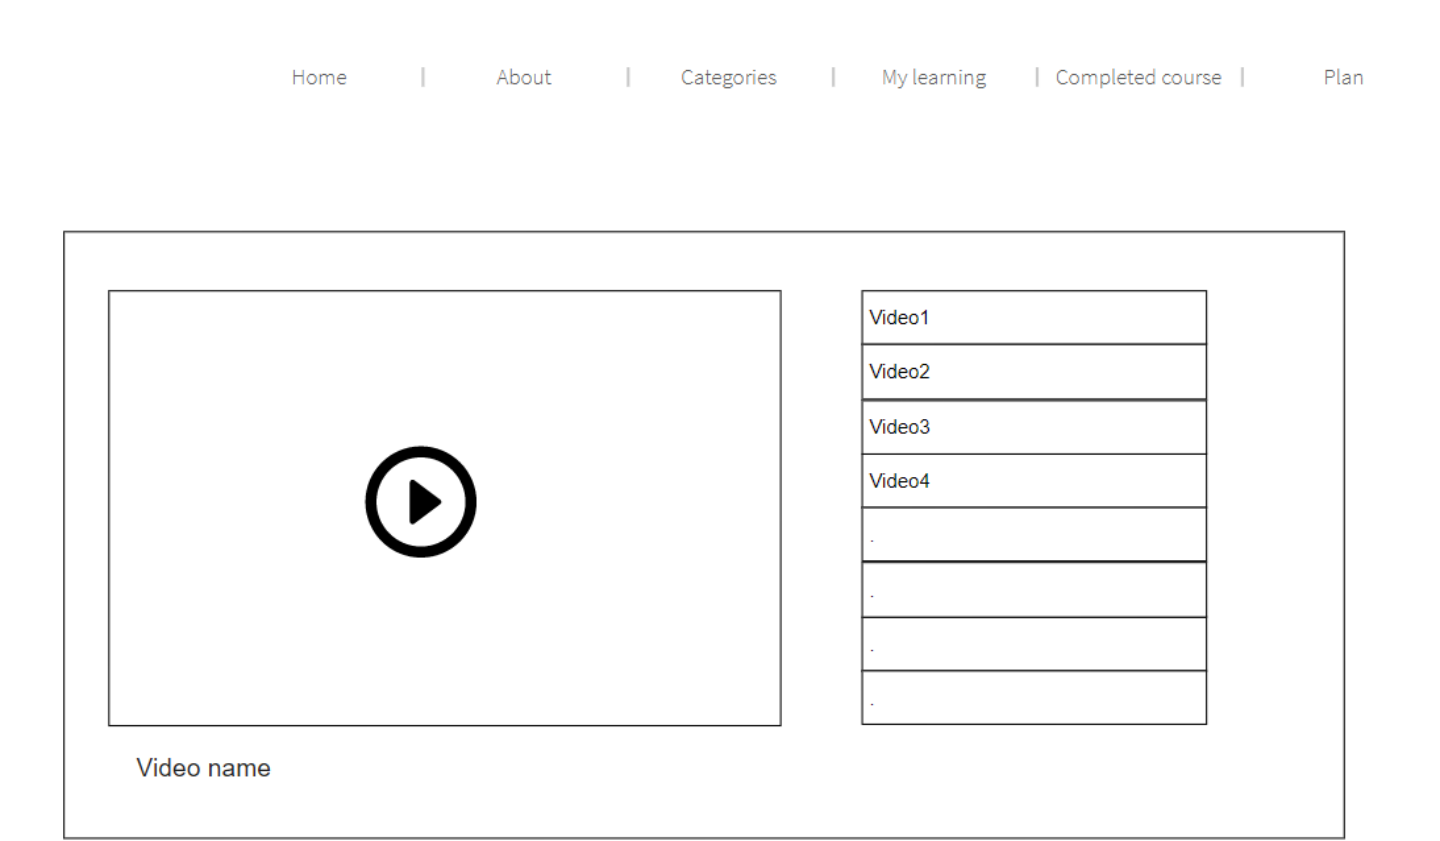 Home | About | Categories | My learning | Completed course | Plan
Video1
Video2
Video3
Video4
.
.
.
.
Video name